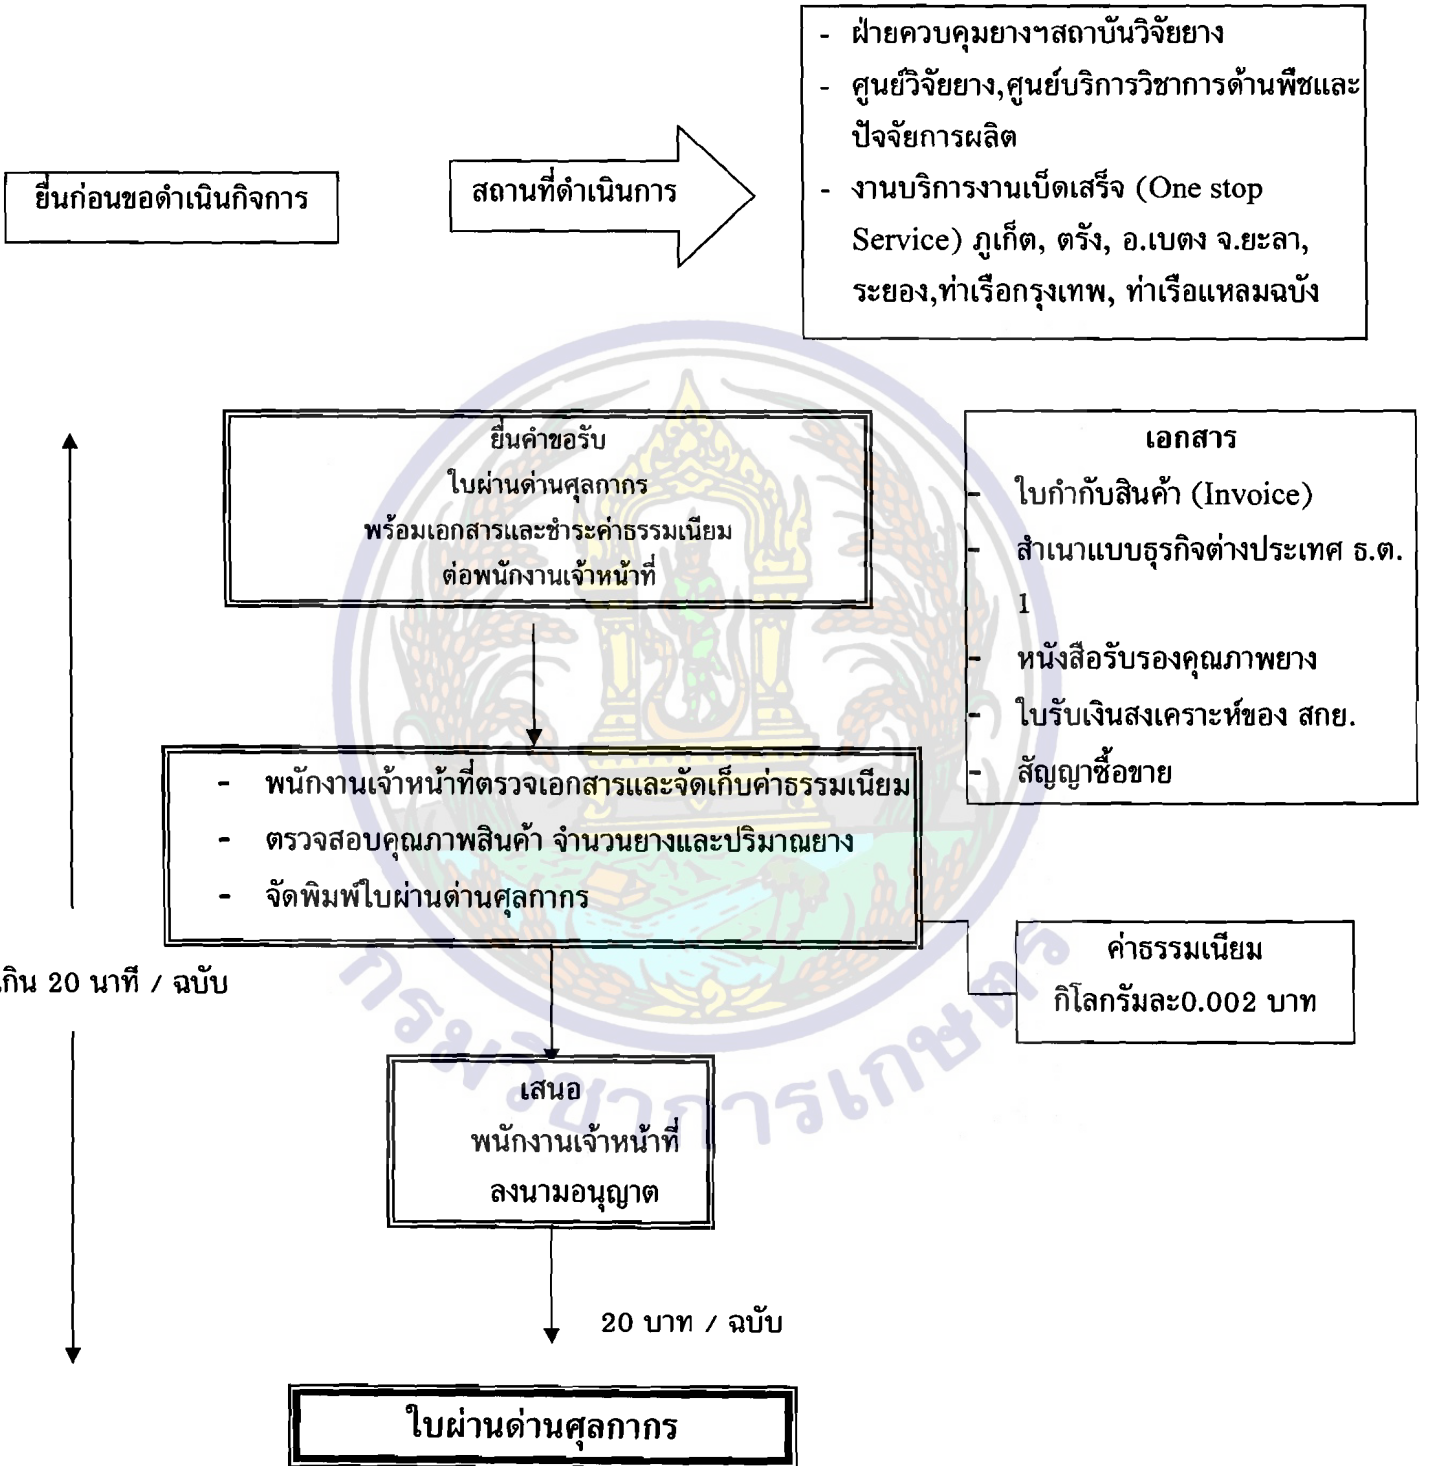 - ฝ่ายควบคุมยางฯสถาบันวิจัยยาง
- ศูนย์วิจัยยาง,ศูนย์บริการวิชาการด้านพืชและ
ปัจจัยการผลิต
- งานบริการงานเบ็ดเสร็จ (One stop
Service) ภูเก็ต, ตรัง, อ.เบตง จ.ยะลา,
ระยอง,ท่าเรือกรุงเทพ, ท่าเรือแหลมฉบัง
ยื่นก่อนขอดำเนินกิจการ
สถานที่ดำเนินการ
ยื่นคำขอรับ
ใบผ่านด่านศุลกากร
พร้อมเอกสารและชำระค่าธรรมเนียม
ต่อพนักงานเจ้าหน้าที่
เอกสาร
- ใบกำกับสินค้า (Invoice)
- สำเนาแบบธุรกิจต่างประเทศ ธ.ต.
1
- หนังสือรับรองคุณภาพยาง
- ใบรับเงินสงเคราะห์ของ สกย.
- สัญญาซื้อขาย
- พนักงานเจ้าหน้าที่ตรวจเอกสารและจัดเก็บค่าธรรมเนียม
- ตรวจสอบคุณภาพสินค้า จำนวนยางและปริมาณยาง
- จัดพิมพ์ใบผ่านด่านศุลกากร
ค่าธรรมเนียม
กิโลกรัมละ0.002 บาท
เกิน 20 นาที / ฉบับ
เสนอ
พนักงานเจ้าหน้าที่
ลงนามอนุญาต
20 บาท / ฉบับ
ใบผ่านด่านศุลกากร
กรมวิชาการเกษตร